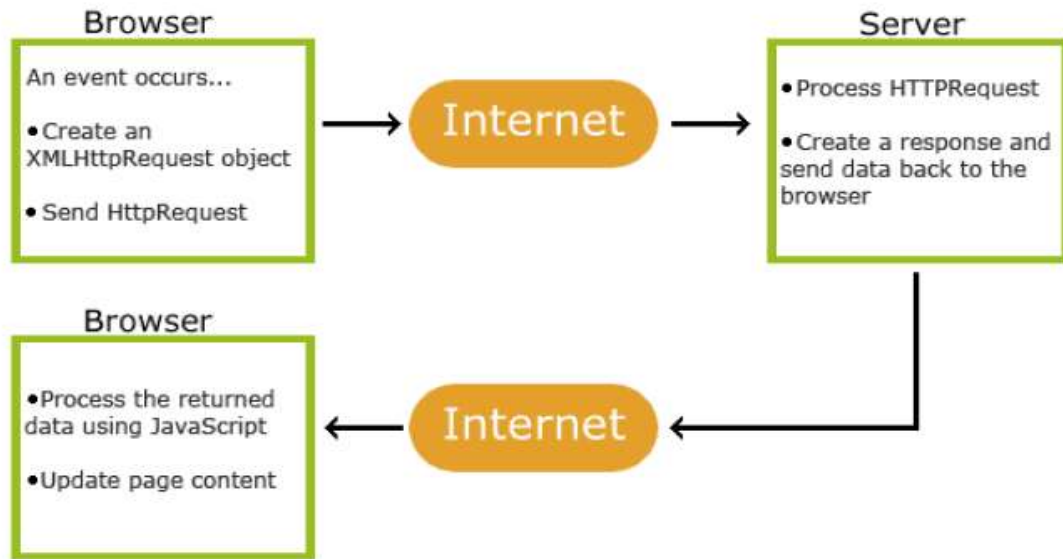 Browser
An event occurs...
•Create an
XMLHttpRequest object
•Send HttpRequest
Internet
Server
•Process HTTPRequest
•Create a response and
send data back to the
browser
Browser
•Process the returned
data using JavaScript
•Update page content
Internet